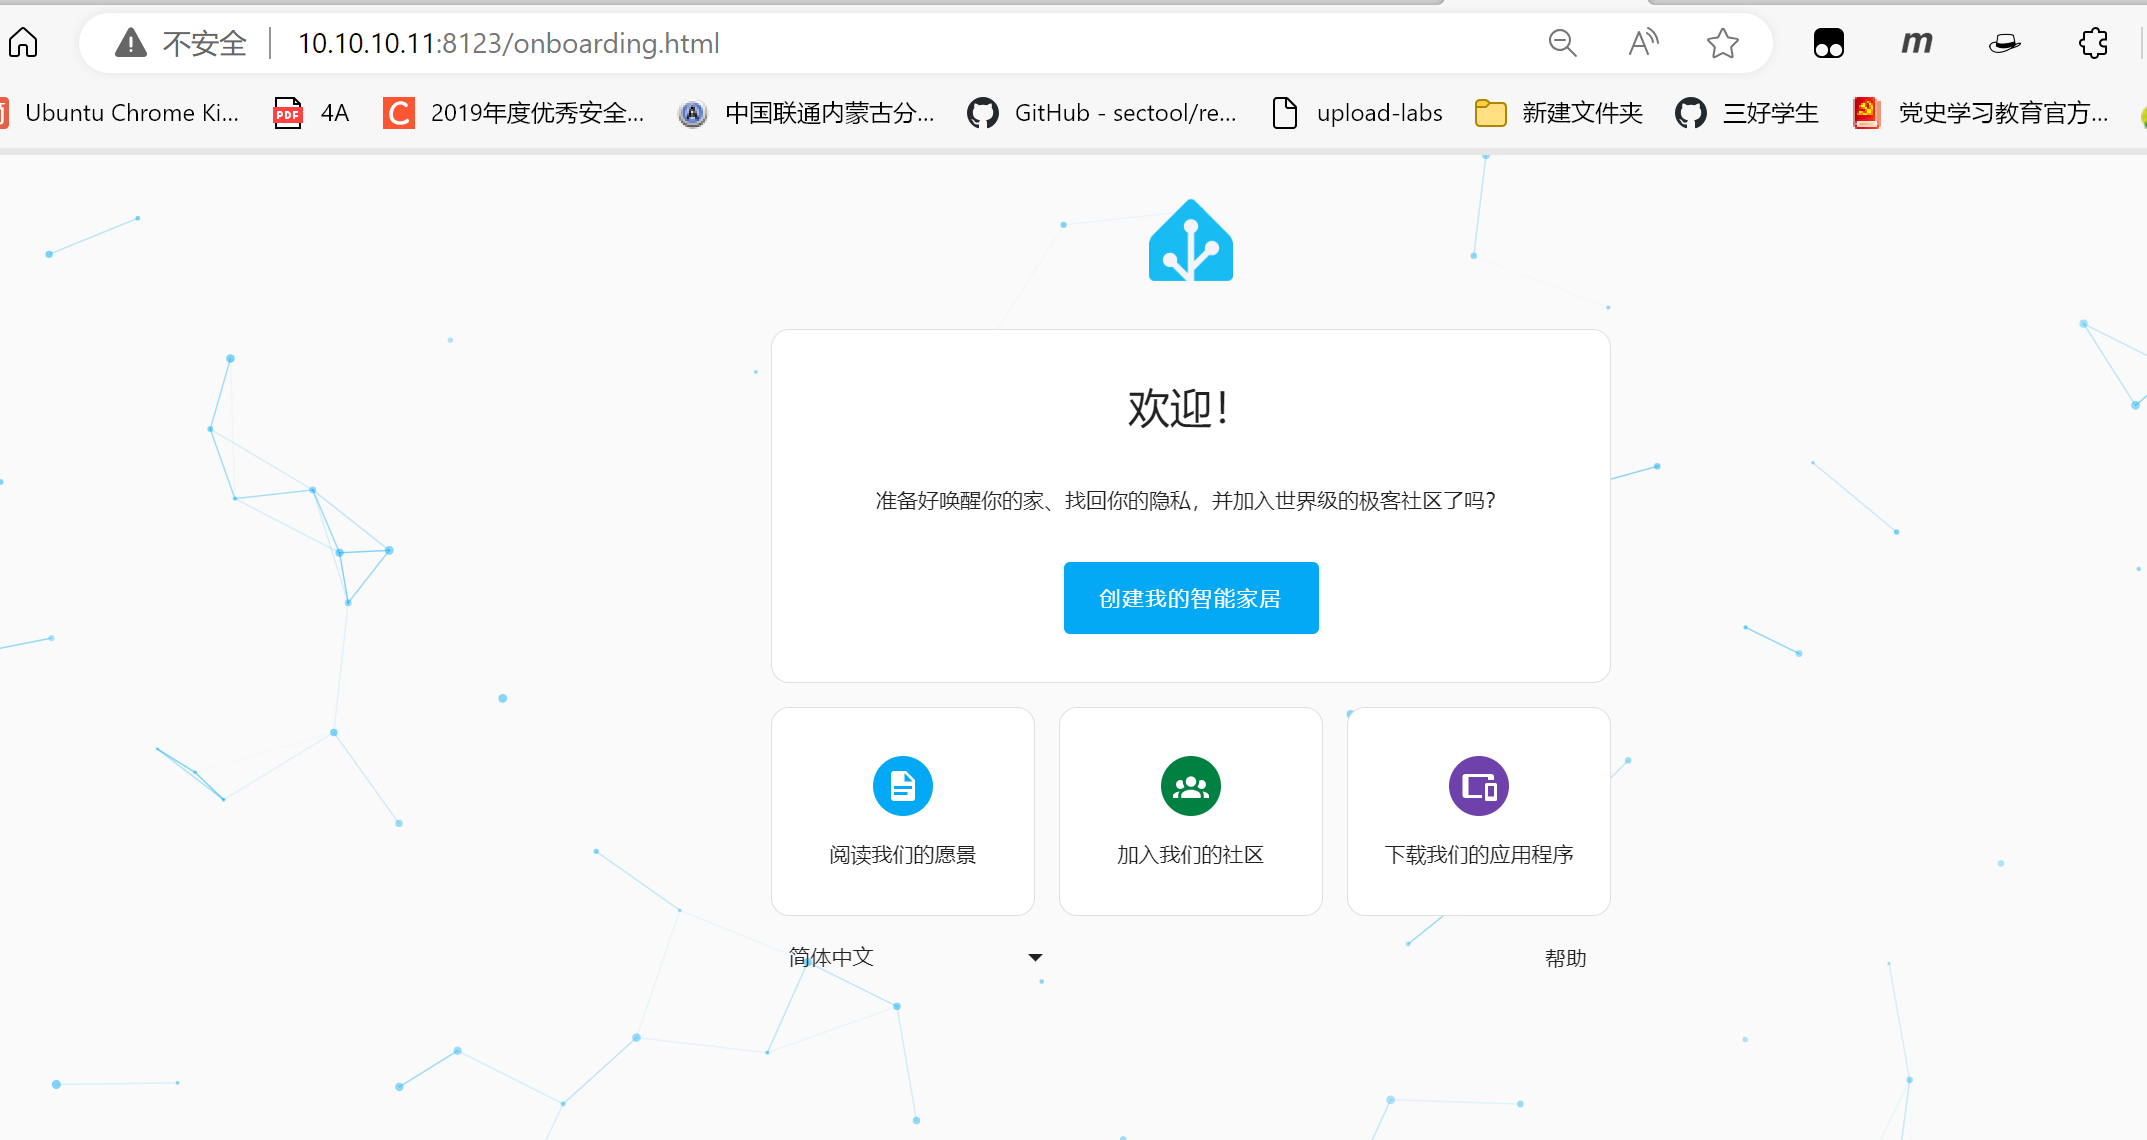 不安全 10.10.10.11:8123/onboarding.html
Ubuntu Chrome Ki... 4A 2019年度优秀安全... 中国联通内蒙古分... GitHub - sectool/re... upload-labs 新建文件夹 三好学生 党史学习教育官方...
欢迎！
准备好唤醒你的家、找回你的隐私，并加入世界级的极客社区了吗？
创建我的智能家居
阅读我们的愿景 加入我们的社区 下载我们的应用程序
简体中文 帮助